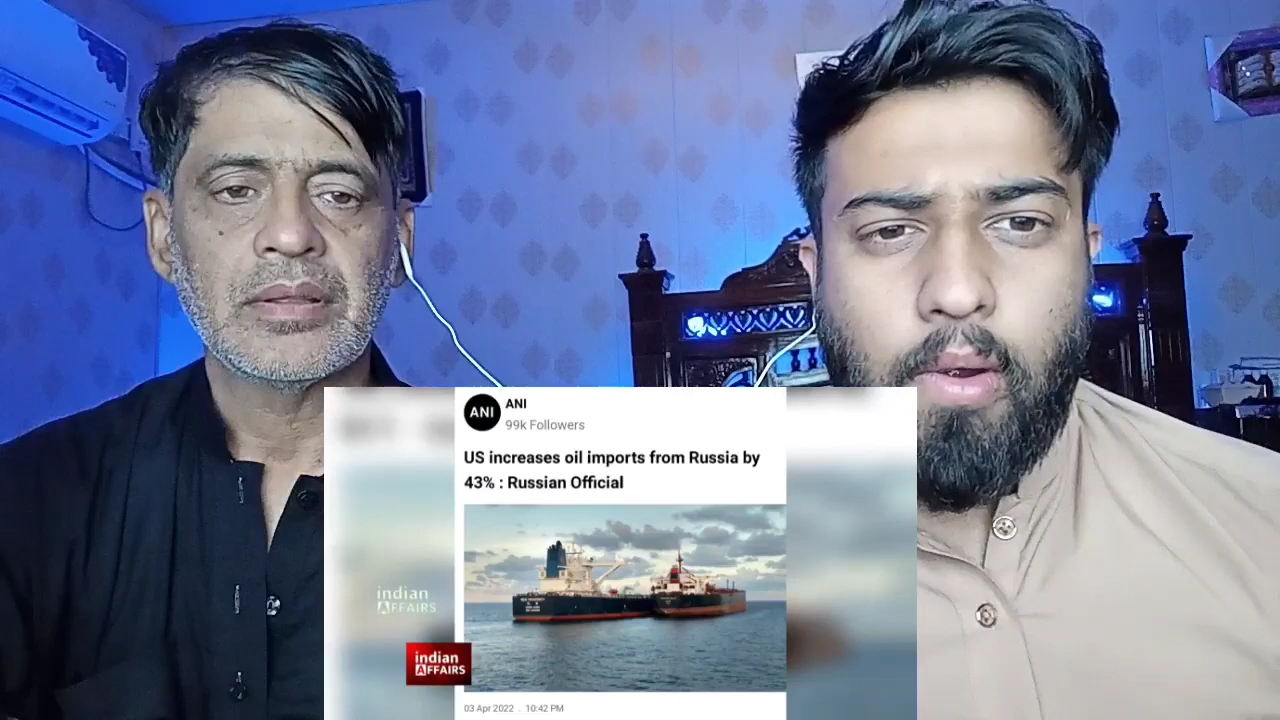 ANI
ANI
99k Followers
US increases oil imports from Russia by
43% : Russian Official
indian
AFFAIRS
indian
AFFAIRS
03 Apr 2022 . 10:42 PM